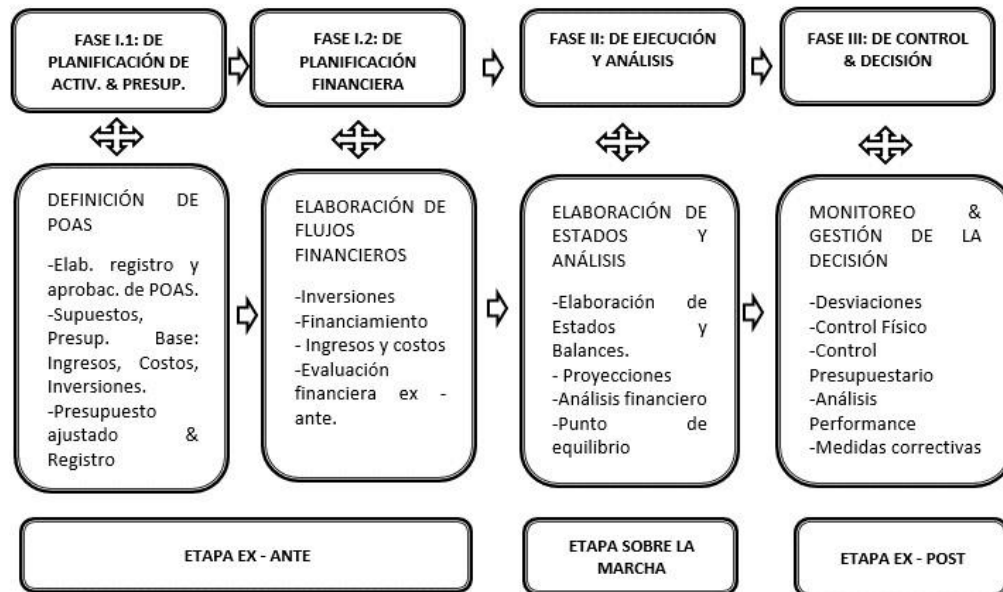 FASE I.1: DE
PLANIFICACIÓN DE
ACTIV. & PRESUP.
FASE I.2: DE
PLANIFICACIÓN
FINANCIERA
FASE II: DE EJECUCIÓN
Y ANÁLISIS
FASE III: DE CONTROL
& DECISIÓN
DEFINICIÓN DE
POAS
-Elab. registro y
aprobac. de POAS.
-Supuestos,
Presup. Base:
Ingresos, Costos,
Inversiones.
-Presupuesto
ajustado &
Registro
ELABORACIÓN DE
FLUJOS
FINANCIEROS
-Inversiones
-Financiamiento
- Ingresos y costos
-Evaluación
financiera ex -
ante.
ELABORACIÓN DE
ESTADOS Y
ANÁLISIS
-Elaboración de
Estados y
Balances.
- Proyecciones
-Análisis financiero
-Punto de
equilibrio
MONITOREO &
GESTIÓN DE LA
DECISIÓN
-Desviaciones
-Control Físico
-Control
Presupuestario
-Análisis
Performance
-Medidas correctivas
ETAPA EX - ANTE
ETAPA SOBRE LA
MARCHA
ETAPA EX - POST